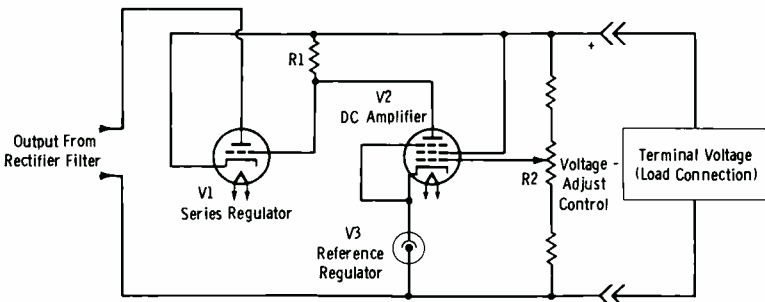 R1
+
V2
DC Amplifier
Output From
Rectifier Filter
V1
Series Regulator
Voltage -
Adjust
Control
R2
Terminal Voltage
(Load Connection)
V3
Reference
Regulator